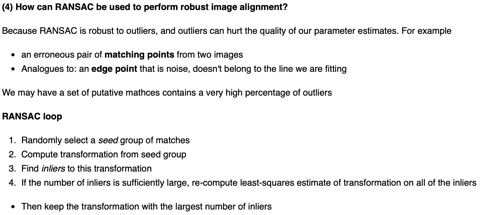 (4) How can RANSAC be used to perform robust image alignment?
Because RANSAC is robust to outliers, and outliers can hurt the quality of our parameter estimates. For example
• an erroneous pair of matching points from two images
• Analogues to: an edge point that is noise, doesn't belong to the line we are fitting
We may have a set of putative mathces contains a very high percentage of outliers
RANSAC loop
1. Randomly select a seed group of matches
2. Compute transformation from seed group
3. Find inliers to this transformation
4. If the number of inliers is sufficiently large, re-compute least-squares estimate of transformation on all of the inliers
• Then keep the transformation with the largest number of inliers